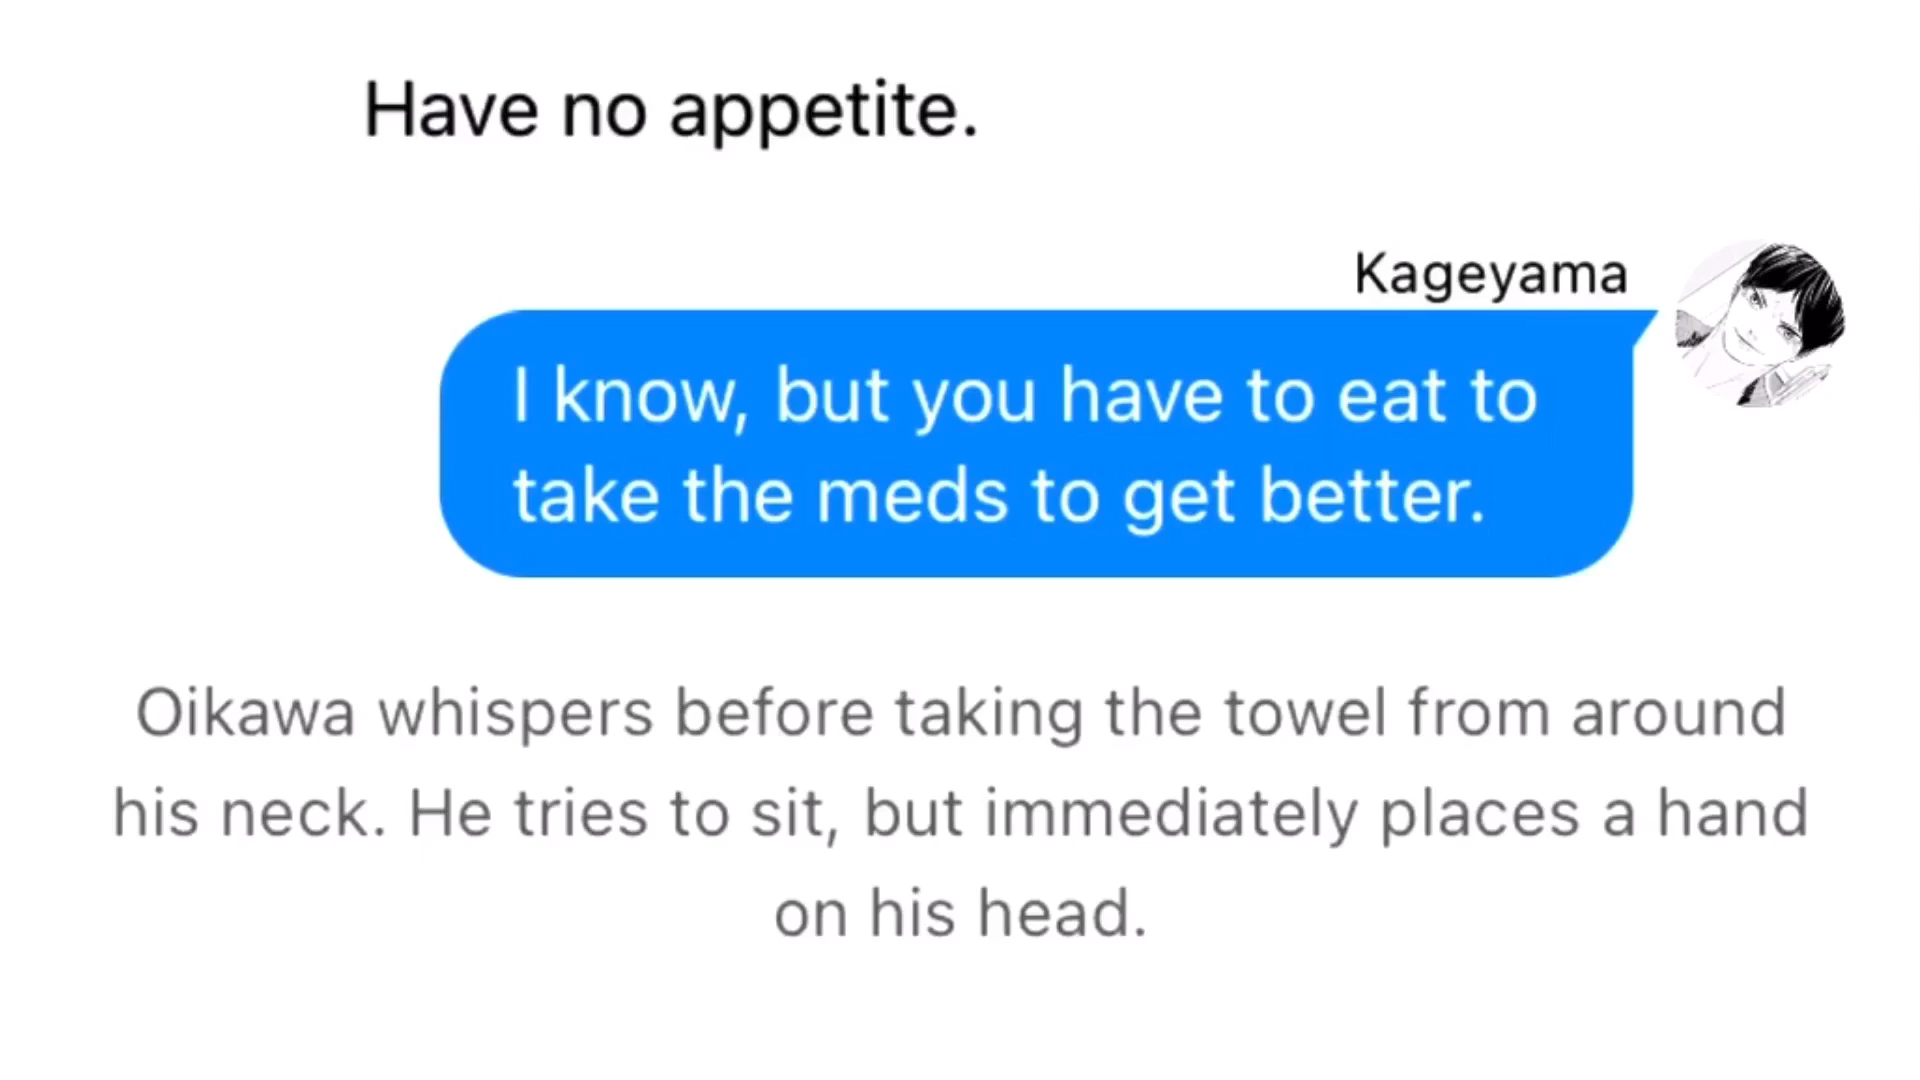 Have no appetite.
Kageyama
I know, but you have to eat to
take the meds to get better.
Oikawa whispers before taking the towel from around
his neck. He tries to sit, but immediately places a hand
on his head.